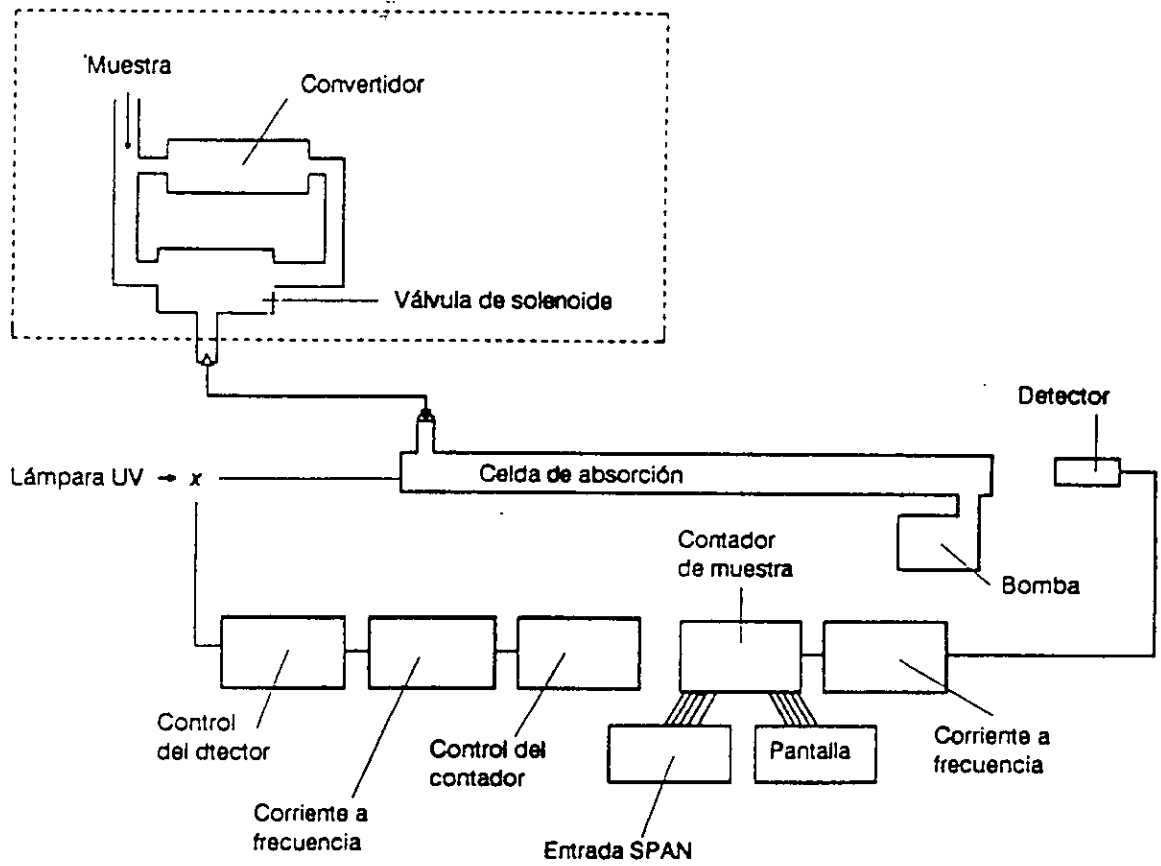 Muestra
Convertidor
Válvula de solenoide
Detector
Lámpara UV → x
Celda de absorción
Contador
de muestra
Bomba
Control
del dtector
Corriente a
frecuencia
Control del
contador
Pantalla
Corriente a
frecuencia
Entrada SPAN